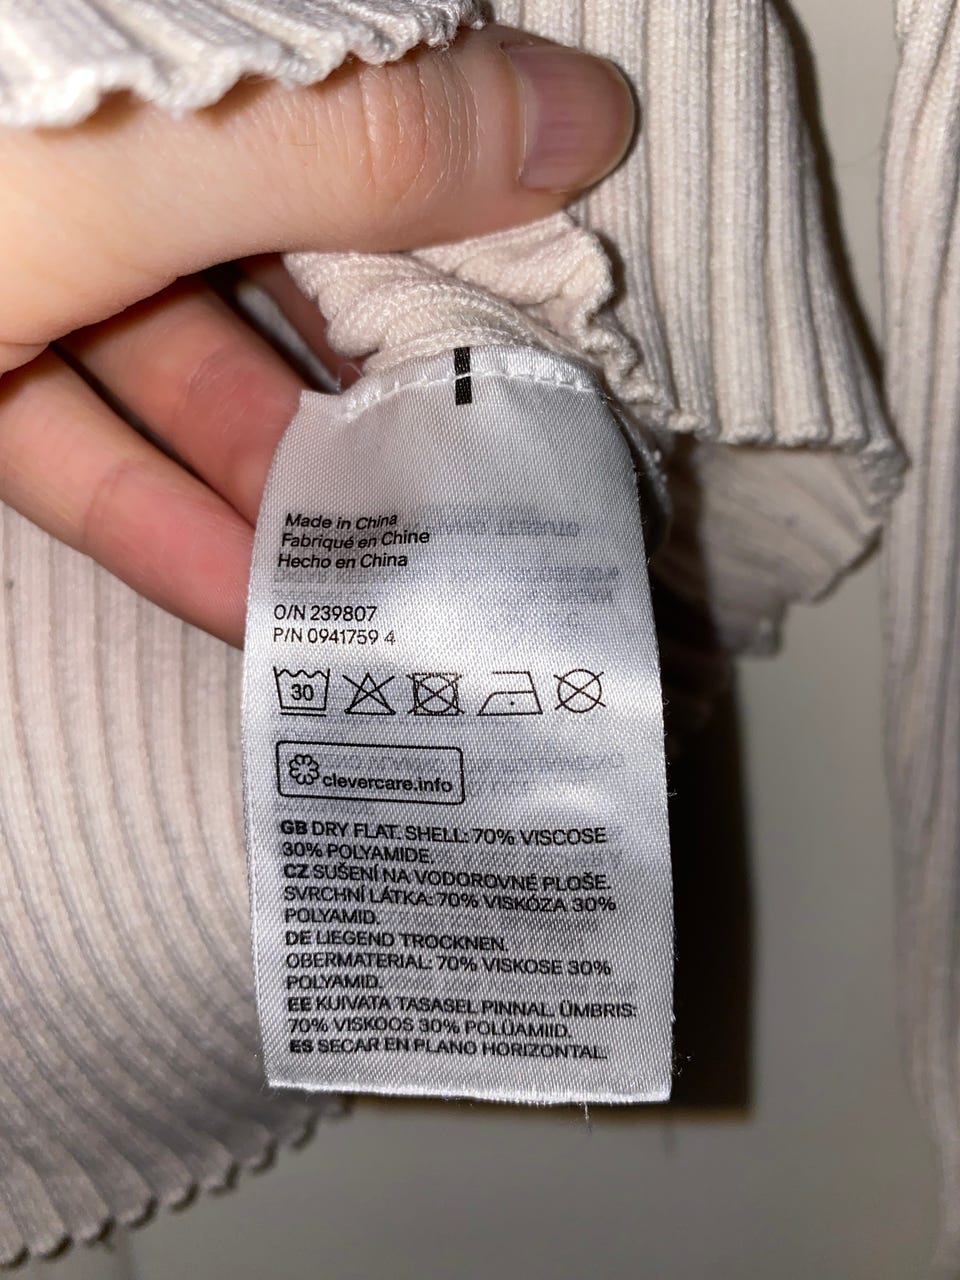 Made in China
Fabriqué en Chine
Hecho en China
O/N 239807
P/N 0941759 4
30
clevercare.info
GB DRY FLAT. SHELL: 70% VISCOSE
30% POLYAMIDE.
CZ SUŠENÍ NA VODOROVNÉ PLOŠE.
SVRCHNÍ LÁTKA: 70% VISKÓZA 30%
POLYAMID.
DE LIEGEND TROCKNEN.
OBERMATERIAL: 70% VISKOSE 30%
POLYAMID.
EE KUIVATA TASASEL PINNAL. ÜMBRIS:
70% VISKOOS 30% POLÜAMIID.
ES SECAR EN PLANO HORIZONTAL.